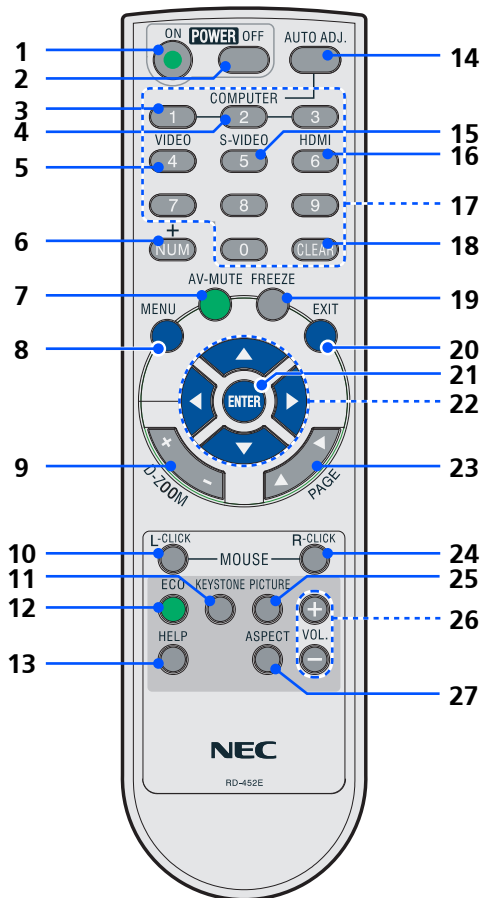 ON POWER OFF AUTO ADJ.
1
14
2
COMPUTER
3
1 2 3
4
15
VIDEO S-VIDEO HDMI
16
4 5 6
5
7 8 9
17
6
+
NUM 0 CLEAR
18
AV-MUTE FREEZE
7
19
MENU EXIT
8
20
21
ENTER
22
+ −
9
D-ZOOM PAGE
23
L-CLICK R-CLICK
10
MOUSE
24
11
ECO KEYSTONE PICTURE
25
12
+
26
HELP ASPECT VOL.
13
−
27
NEC
RD-452E